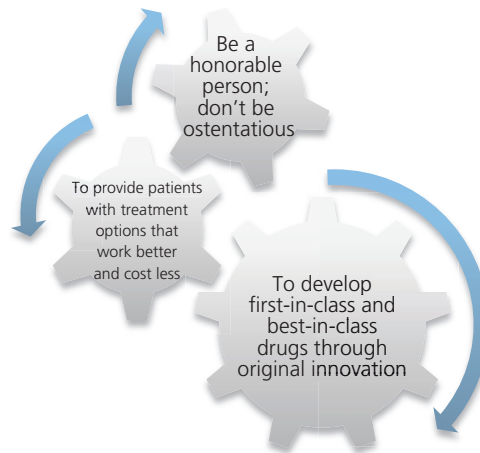 Be a
honorable
person;
don’t be
ostentatious
To provide patients
with treatment
options that
work better
and cost less
To develop
first-in-class and
best-in-class
drugs through
original innovation